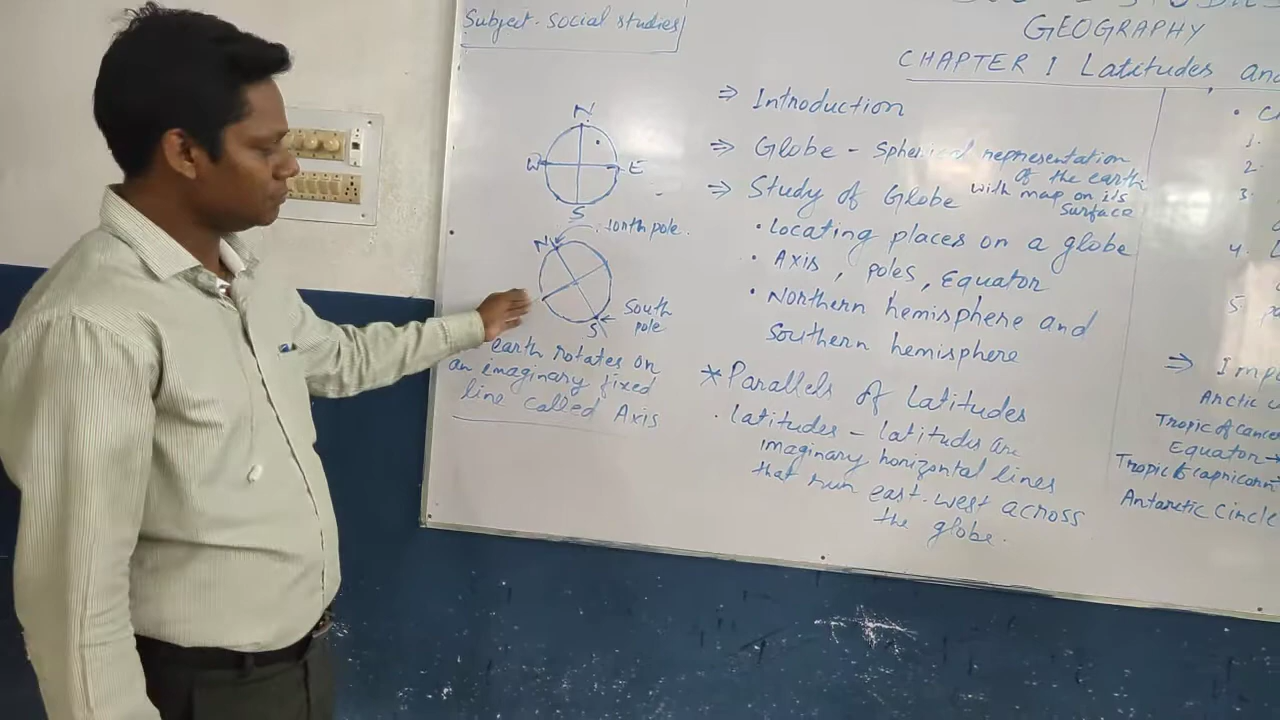 Subject. Social studies
GEOGRAPHY
CHAPTER 1 Latitudes and
N
W E
S
N
South
pole
S
earth rotates on
an imaginary fixed
line called Axis
⇒ Introduction
⇒ Globe - Spherical representation
of the earth
with map on its
surface
⇒ Study of Globe
• Locating places on a globe
• Axis, poles, Equator
• Northern hemisphere and
Southern hemisphere
* Parallels of Latitudes
• Latitudes - latitudes are
imaginary horizontal lines
that run east-west across
the globe.
1.
2.
3.
4.
5
⇒ Imp
Arctic
Tropic of cancer
Equator →
Tropic of capricorn
Antarctic Circle